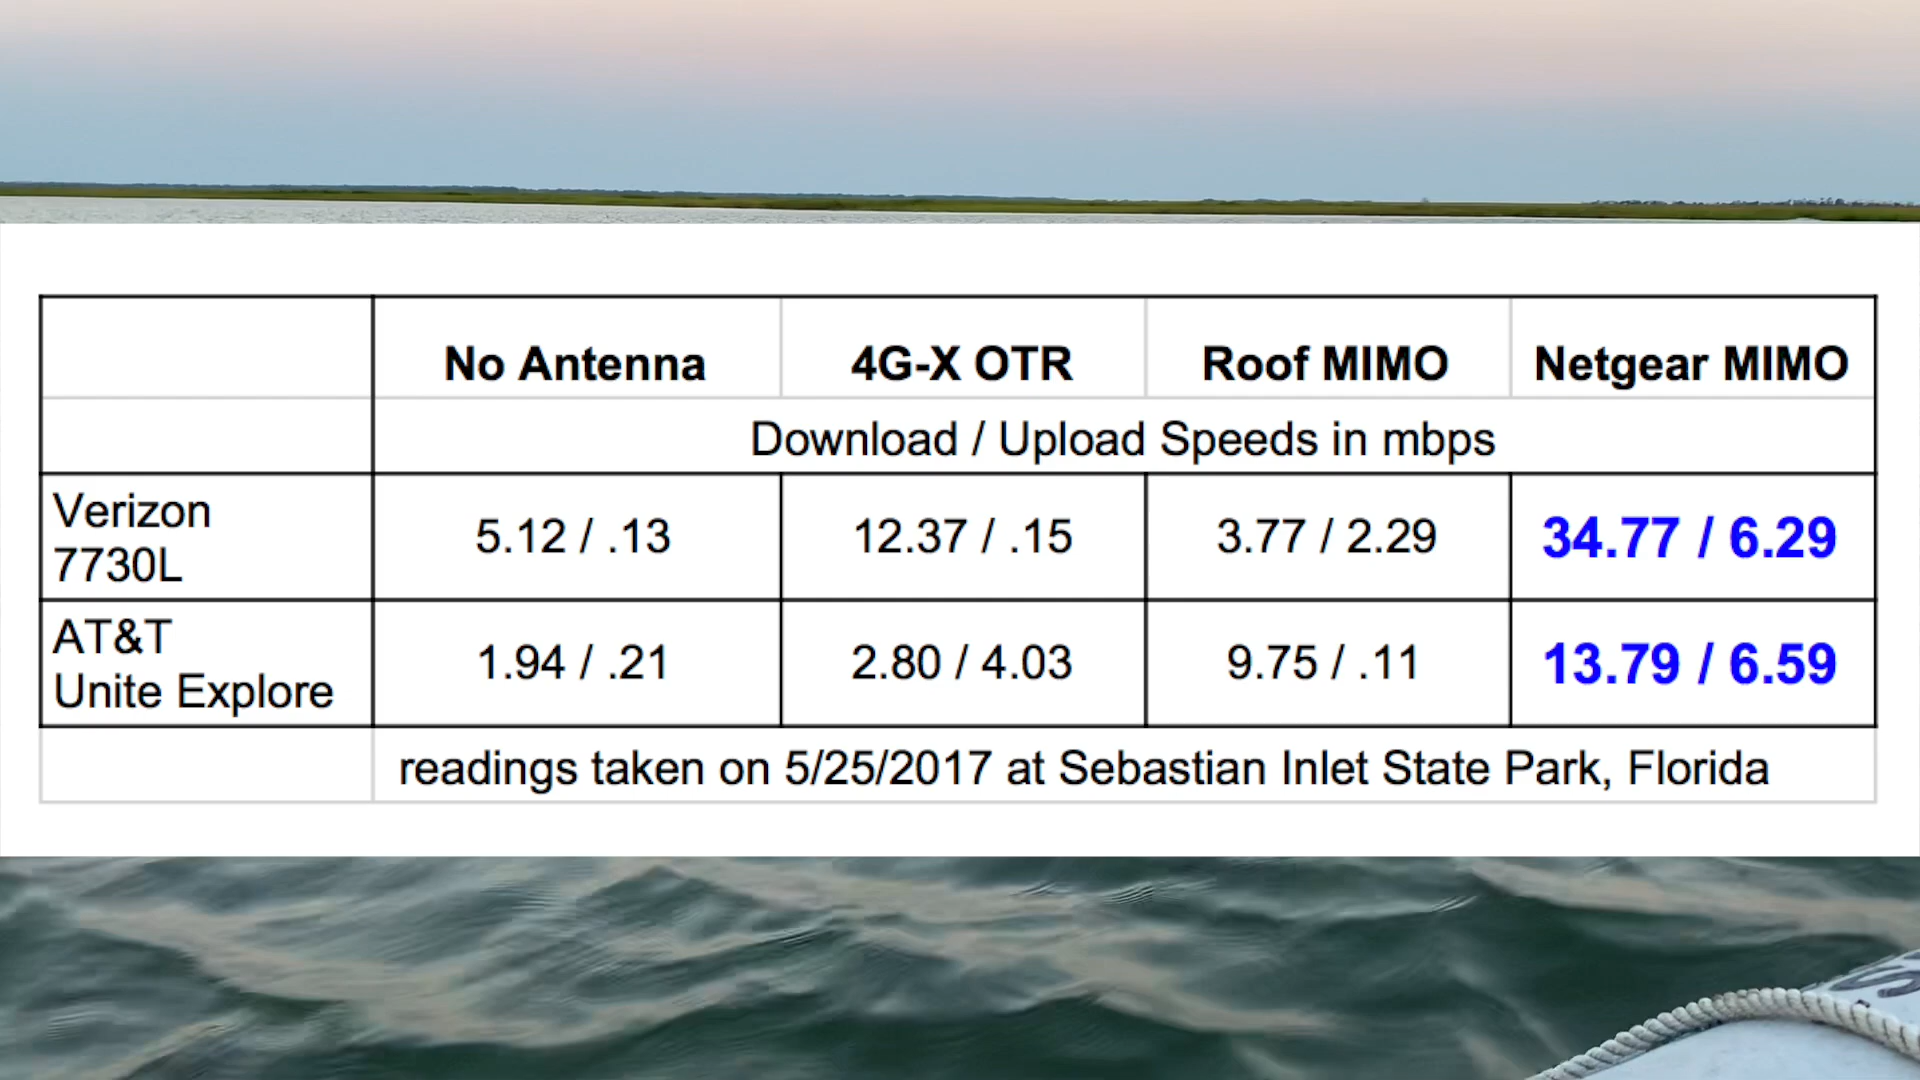 No Antenna 4G-X OTR Roof MIMO Netgear MIMO
Download / Upload Speeds in mbps
Verizon
7730L
5.12 / .13 12.37 / .15 3.77 / 2.29 34.77 / 6.29
AT&T
Unite Explore
1.94 / .21 2.80 / 4.03 9.75 / .11 13.79 / 6.59
readings taken on 5/25/2017 at Sebastian Inlet State Park, Florida